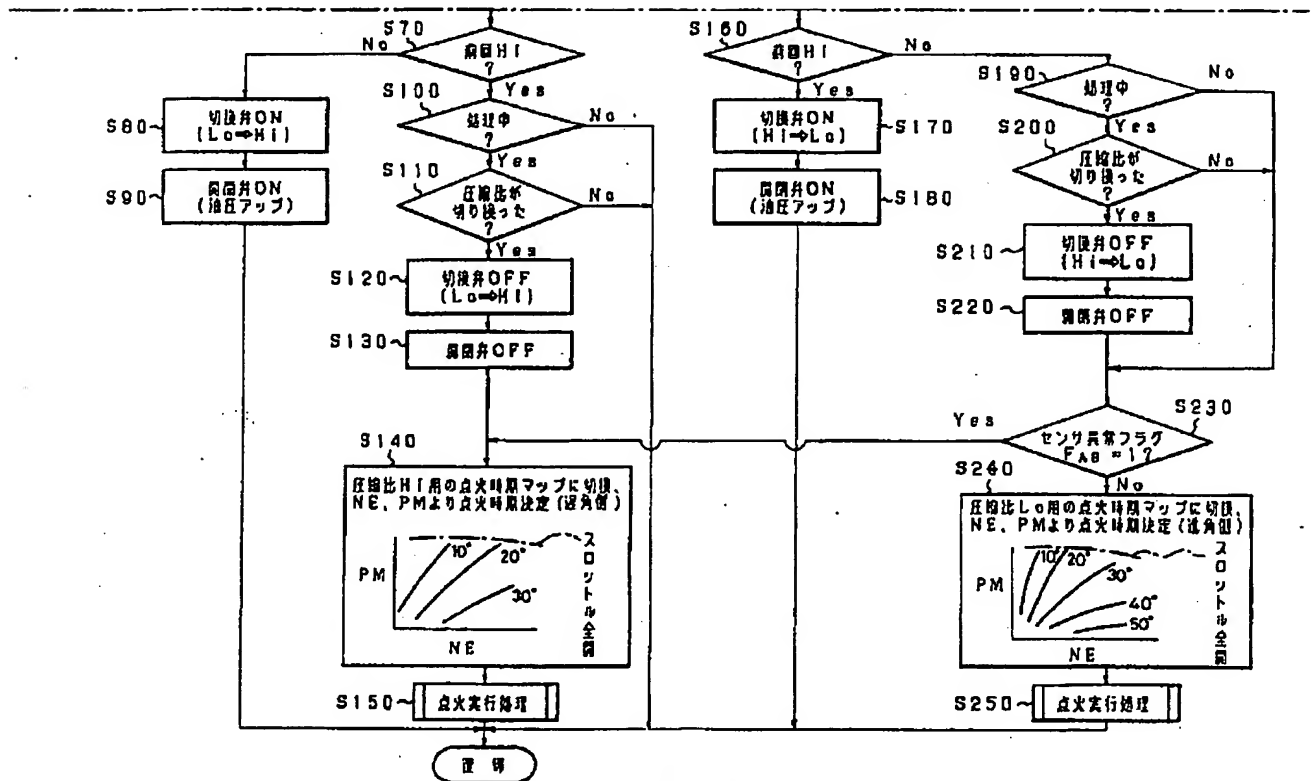 S70
前回Hi
?
No
Yes
S80
切換弁ON
(Lo⇒Hi)
S90
開閉弁ON
(油圧アップ)
S100
処理中
?
No
Yes
S110
圧縮比が
切り換った
?
No
Yes
S120
切換弁OFF
(Lo⇒Hi)
S130
開閉弁OFF
S140
圧縮比Hi用の点火時期マップに切換、
NE、PMより点火時期決定(遅角側)
PM
10°
20°
30°
NE
スロットル全開
S150
点火実行処理
S160
前回Hi
?
No
Yes
S170
切換弁ON
(Hi⇒Lo)
S180
開閉弁ON
(油圧アップ)
S190
処理中
?
No
Yes
S200
圧縮比が
切り換った
?
No
Yes
S210
切換弁OFF
(Hi⇒Lo)
S220
開閉弁OFF
S230
センサ異常フラグ
FAB=1?
Yes
No
S240
圧縮比Lo用の点火時期マップに切換、
NE、PMより点火時期決定(進角側)
PM
10°
20°
30°
40°
50°
NE
スロットル全開
S250
点火実行処理
復帰